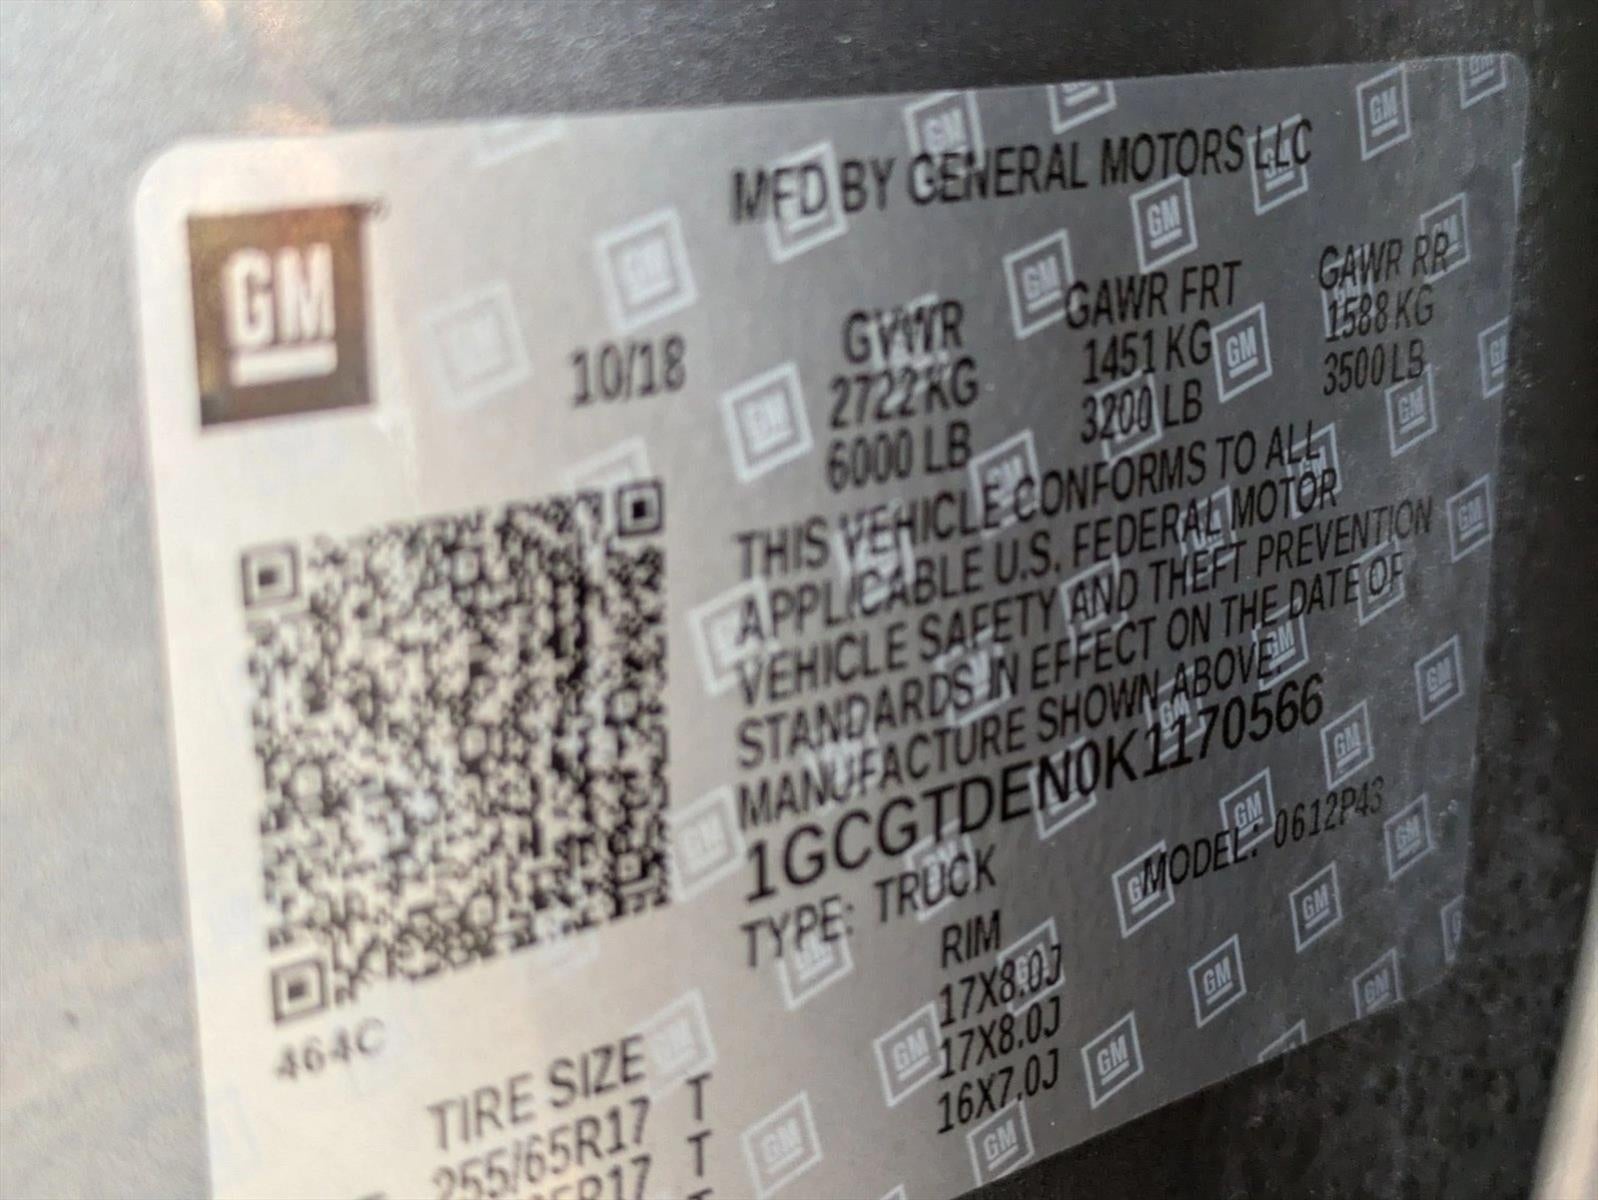 GM
MFD BY GENERAL MOTORS LLC
10/18
GVWR GAWR FRT GAWR RR
2722 KG 1451 KG 1588 KG
6000 LB 3200 LB 3500 LB
THIS VEHICLE CONFORMS TO ALL
APPLICABLE U.S. FEDERAL MOTOR
VEHICLE SAFETY AND THEFT PREVENTION
STANDARDS IN EFFECT ON THE DATE OF
MANUFACTURE SHOWN ABOVE.
1GCGTDEN0K1170566
TYPE: TRUCK MODEL: 0612P43
464C
TIRE SIZE RIM
255/65R17 T 17X8.0J
17X8.0J
16X7.0J
R17 T